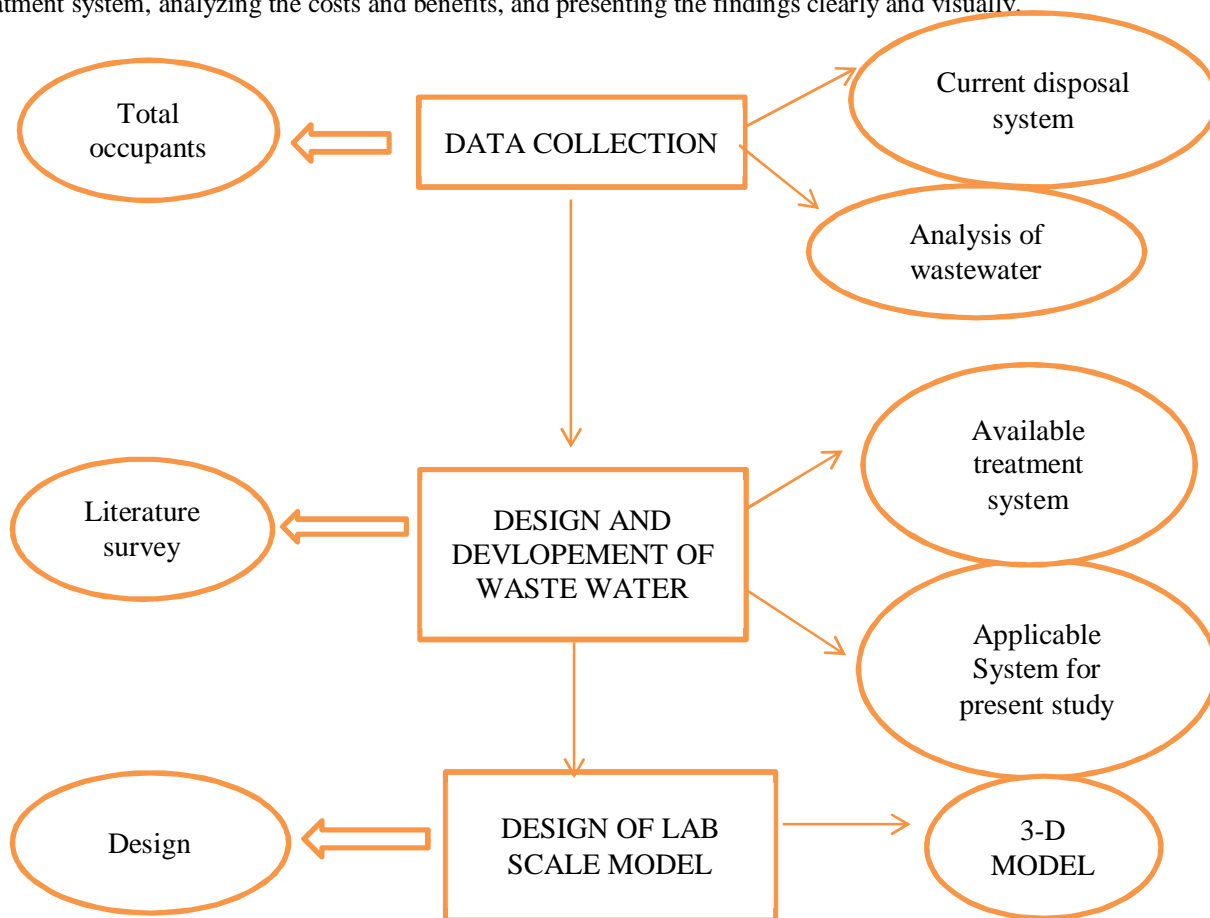 atment system, analyzing the costs and benefits, and presenting the findings clearly and visually.
Total
occupants
DATA COLLECTION
Current disposal
system
Analysis of
wastewater
Literature
survey
DESIGN AND
DEVLOPEMENT OF
WASTE WATER
Available
treatment
system
Applicable
System for
present study
Design
DESIGN OF LAB
SCALE MODEL
3-D
MODEL